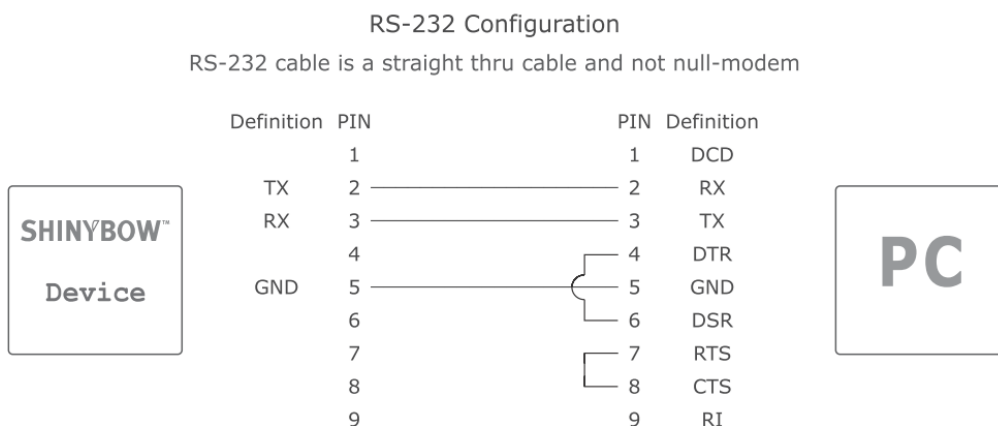 RS-232 Configuration
RS-232 cable is a straight thru cable and not null-modem
Definition PIN PIN Definition
1 1 DCD
TX 2 2 RX
RX 3 3 TX
4 4 DTR
GND 5 5 GND
6 6 DSR
7 7 RTS
8 8 CTS
9 9 RI
SHINYBOW™
Device
PC